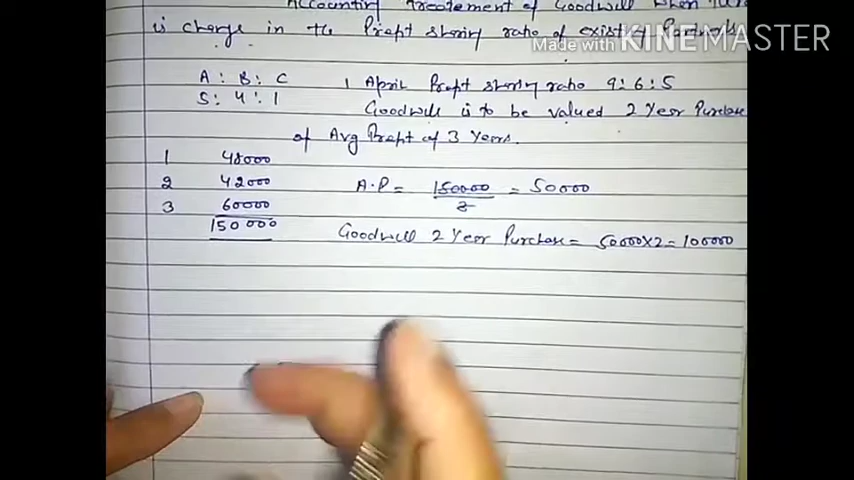 Accounting Treatement of Goodwill when
is change in the Profit sharing ratio of existing Partners
Made with KINEMASTER
A : B : C 1 April Profit sharing ratio 9:6:5
5: 4: 1 Goodwill is to be valued 2 Year Purchase
of Avg Profit of 3 Years.
1 48000
2 42000 A.P = 150000 = 50000
3
3 60000
150000 Goodwill 2 Year Purchase = 50000x2 = 100000